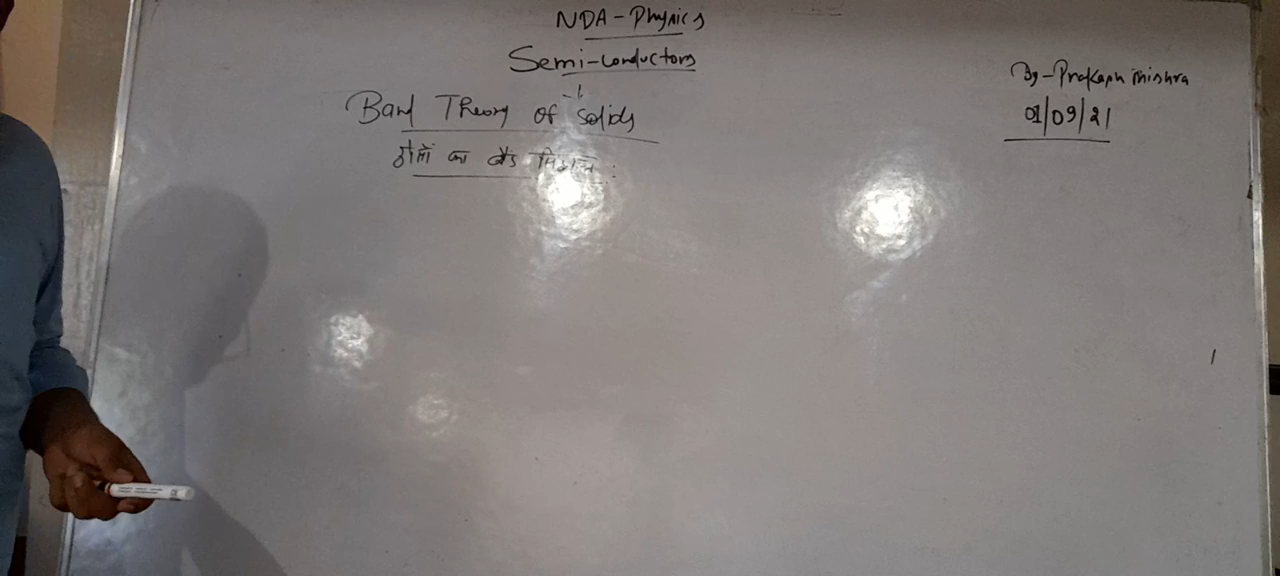 NDA-Physics
Semi-conductors
By-Prakash mishra
01/09/21
Band Theory of Solids
ठोसों का बैंड सिद्धान्त :